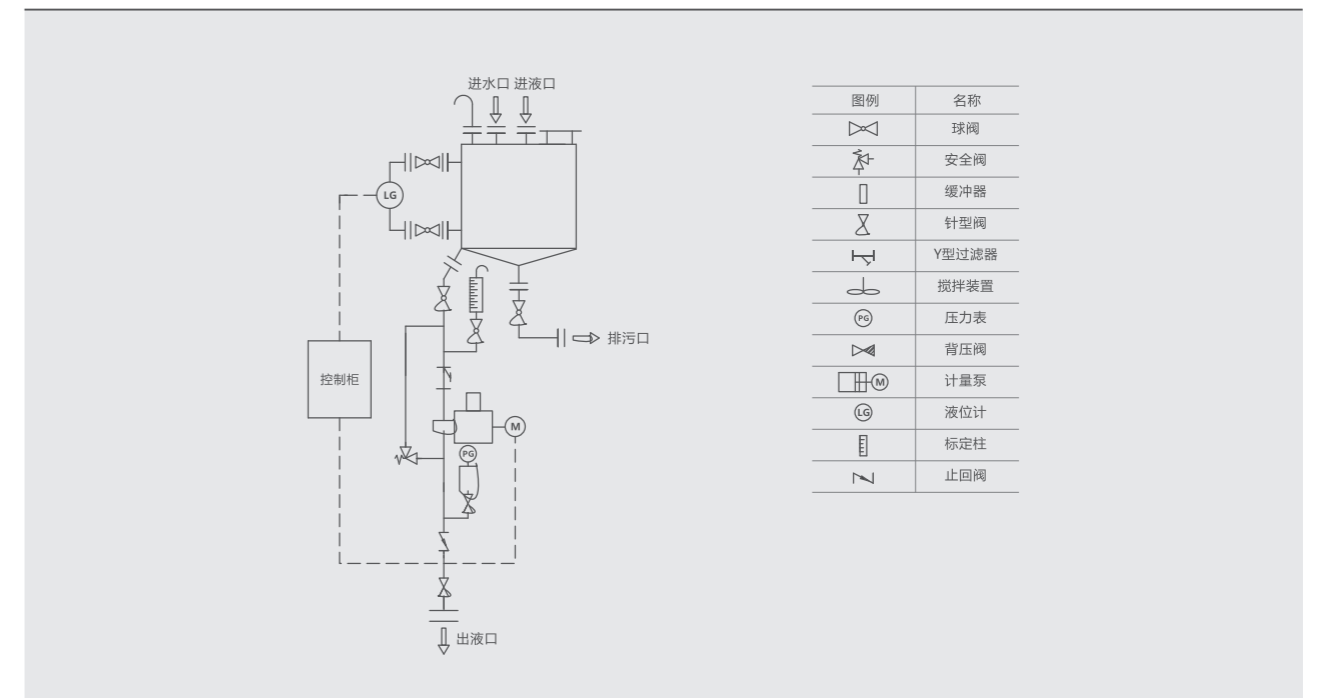 进水口 进液口
LG
控制柜
排污口
M
PG
出液口
图例 名称
球阀
安全阀
缓冲器
针型阀
Y型过滤器
搅拌装置
PG 压力表
背压阀
M 计量泵
LG 液位计
标定柱
止回阀